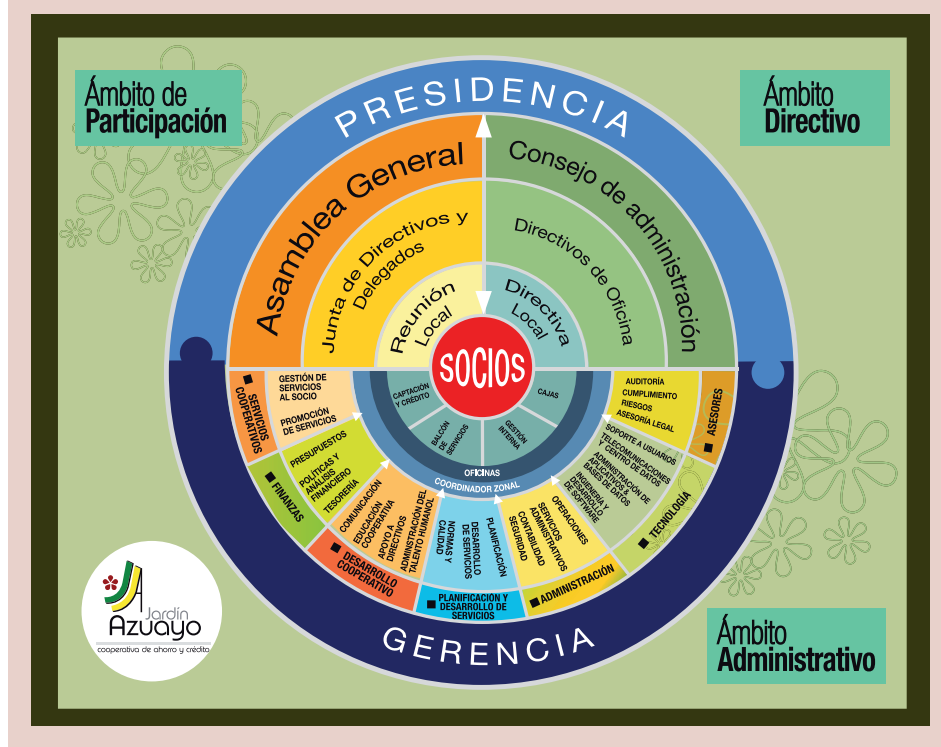 Ámbito de
Participación
Ámbito
Directivo
PRESIDENCIA
Asamblea General
Consejo de administración
Junta de Directivos y
Delegados
Directivos de Oficina
Reunión
Local
Directiva
Local
SOCIOS
CAPTACIÓN
Y CRÉDITO
BALCÓN
DE
SERVICIOS
GESTIÓN
INTERNA
CAJAS
OFICINAS
COORDINADOR ZONAL
GESTIÓN DE
SERVICIOS
AL SOCIO
PROMOCIÓN
DE SERVICIOS
SERVICIOS
COOPERATIVOS
PRESUPUESTOS
POLÍTICAS Y
ANÁLISIS
FINANCIERO
TESORERÍA
FINANZAS
COMUNICACIÓN
EDUCACIÓN
COOPERATIVA
APOYO A
DIRECTIVOS
ADMINISTRACIÓN DEL
TALENTO HUMANOL
DESARROLLO
COOPERATIVO
NORMAS Y
CALIDAD
DESARROLLO
DE SERVICIOS
PLANIFICACIÓN
PLANIFICACIÓN Y
DESARROLLO DE
SERVICIOS
SEGURIDAD
CONTABILIDAD
SERVICIOS
ADMINISTRATIVOS
OPERACIONES
ADMINISTRACIÓN
SOPORTE A USUARIOS
TELECOMUNICACIONES
Y CENTRO DE DATOS
ADMINISTRACIÓN DE
APLICATIVOS &
BASES DE DATOS
INGIENERÍA Y
DESARROLLO
DE SOFTWARE
TECNOLOGÍA
AUDITORÍA
CUMPLIMIENTO
RIESGOS
ASESORÍA LEGAL
ASESORES
GERENCIA
Jardín
Azuayo
cooperativa de ahorro y crédito
Ámbito
Administrativo